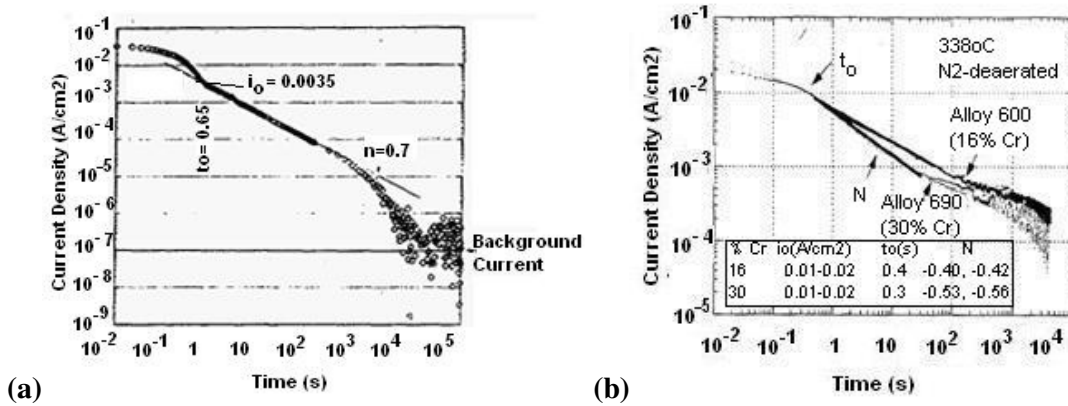 10-1
10-2
10-3
10-4
10-5
10-6
10-7
10-8
10-9
Current Density (A/cm2)
io = 0.0035
to = 0.65
n=0.7
Background
Current
10-2 10-1 1 10 102 103 104 105
Time (s)
(a)
10-1
10-2
10-3
10-4
10-5
Current Density (A/cm2)
338oC
N2-deaerated
to
Alloy 600
(16% Cr)
N
Alloy 690
(30% Cr)
% Cr io(A/cm2) to(s) N
16 0.01-0.02 0.4 -0.40, -0.42
30 0.01-0.02 0.3 -0.53, -0.56
10-2 10-1 1 10 102 103 104
Time (s)
(b)